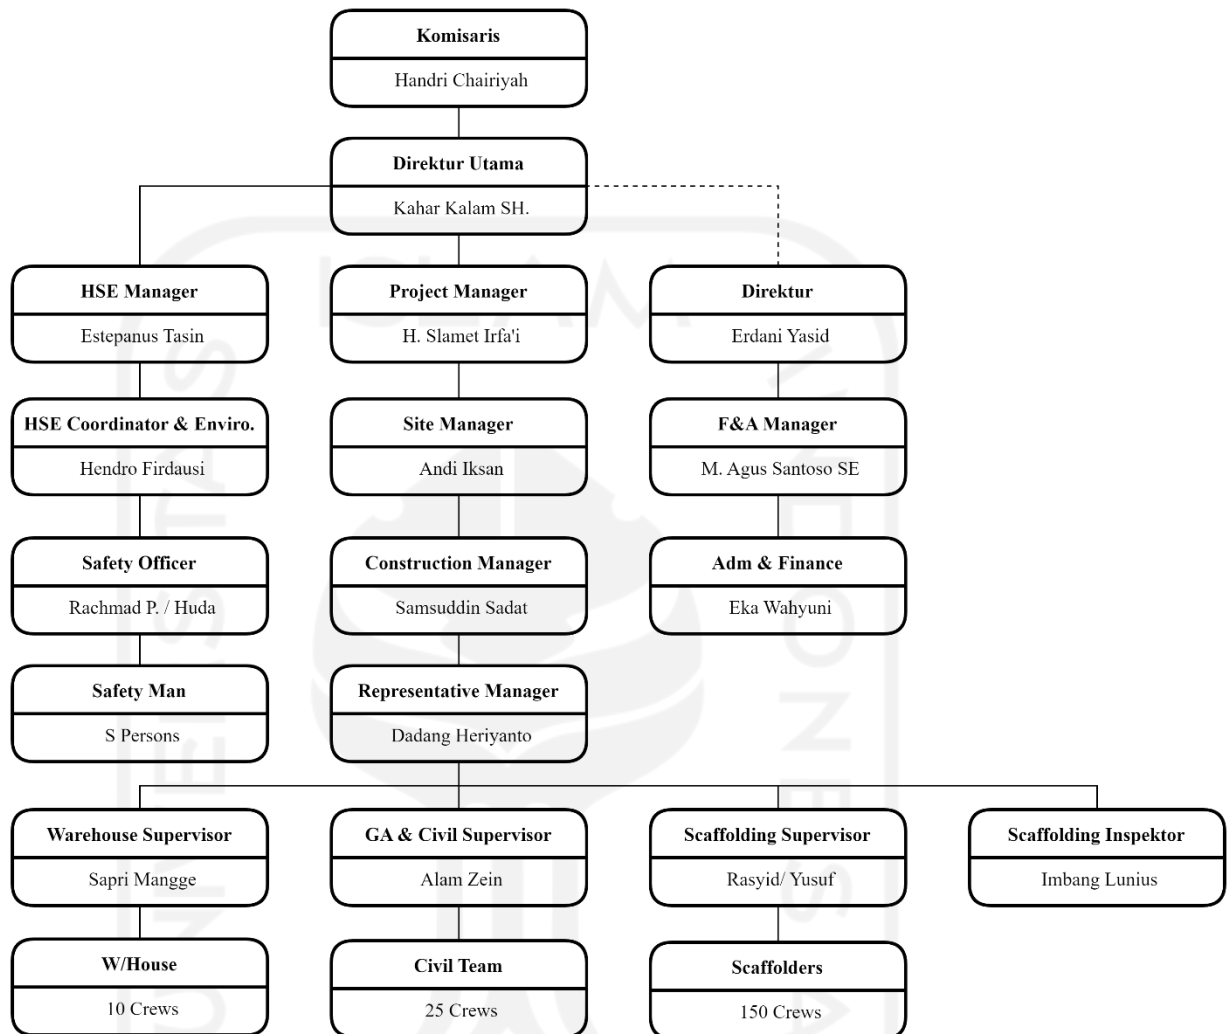 Komisaris
Handri Chairiyah
Direktur Utama
Kahar Kalam SH.
HSE Manager
Estepanus Tasin
Project Manager
H. Slamet Irfa'i
Direktur
Erdani Yasid
HSE Coordinator & Enviro.
Hendro Firdausi
Site Manager
Andi Iksan
F&A Manager
M. Agus Santoso SE
Safety Officer
Rachmad P. / Huda
Construction Manager
Samsuddin Sadat
Adm & Finance
Eka Wahyuni
Safety Man
S Persons
Representative Manager
Dadang Heriyanto
Warehouse Supervisor
Sapri Mangge
GA & Civil Supervisor
Alam Zein
Scaffolding Supervisor
Rasyid/ Yusuf
Scaffolding Inspektor
Imbang Lunius
W/House
10 Crews
Civil Team
25 Crews
Scaffolders
150 Crews
ISLAM